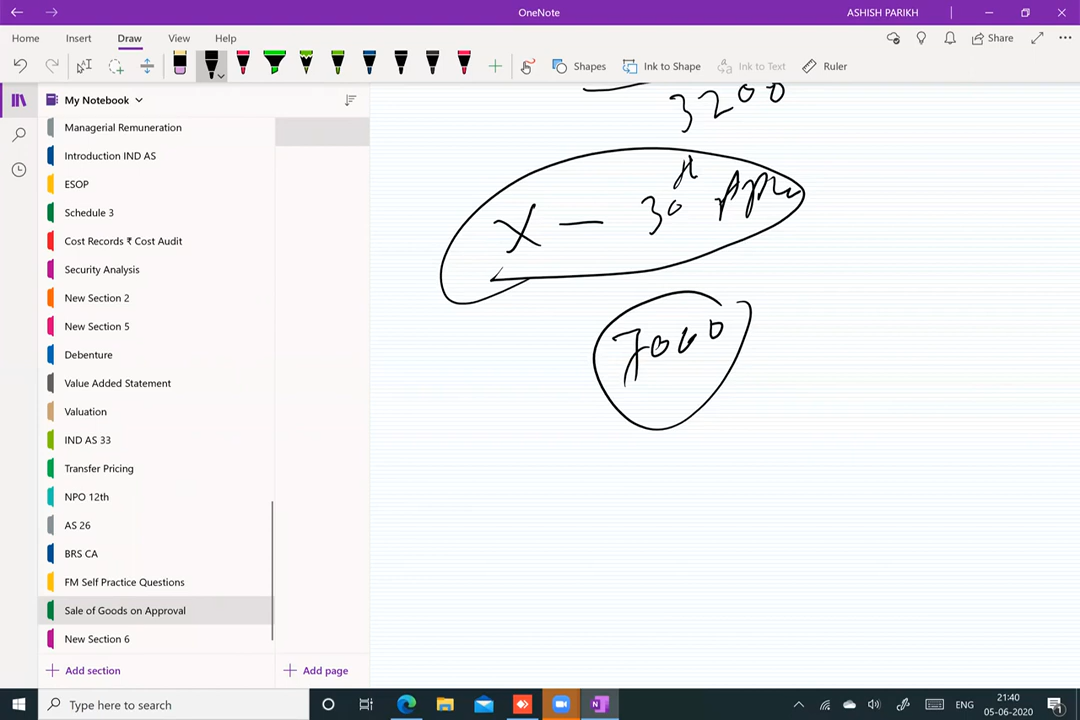 OneNote
ASHISH PARIKH
Home Insert Draw View Help
Share
Shapes Ink to Shape Ink to Text Ruler
My Notebook
Managerial Remuneration
Introduction IND AS
ESOP
Schedule 3
Cost Records ₹ Cost Audit
Security Analysis
New Section 2
New Section 5
Debenture
Value Added Statement
Valuation
IND AS 33
Transfer Pricing
NPO 12th
AS 26
BRS CA
FM Self Practice Questions
Sale of Goods on Approval
New Section 6
Add section
Add page
3200
X — 30th
7000
Type here to search
ENG
21:40
05-06-2020
1